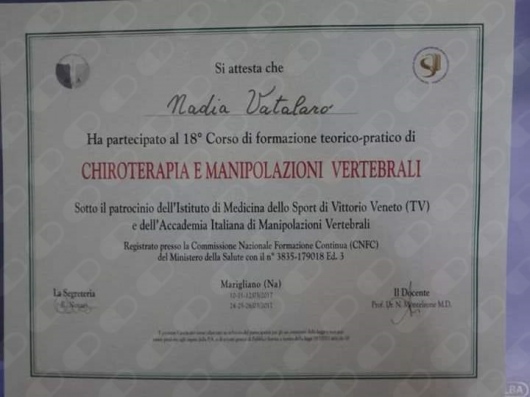 Si attesta che
Nadia Vatalaro
Ha partecipato al 18° Corso di formazione teorico-pratico di
CHIROTERAPIA E MANIPOLAZIONI VERTEBRALI
Sotto il patrocinio dell'Istituto di Medicina dello Sport di Vittorio Veneto (TV)
e dell'Accademia Italiana di Manipolazioni Vertebrali
Registrato presso la Commissione Nazionale Formazione Continua (CNFC)
del Ministero della Salute con il n° 3835-179018 Ed. 3
Marigliano (Na)
La Segreteria
Il Docente
Prof. Dr. N. M.D.
BA